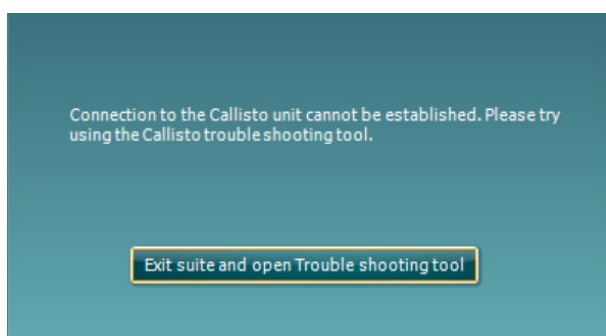 Connection to the Callisto unit cannot be established. Please try
using the Callisto trouble shooting tool.
Exit suite and open Trouble shooting tool